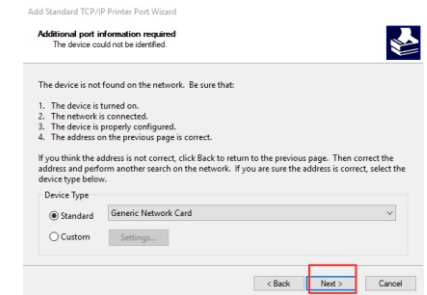 Add Standard TCP/IP Printer Port Wizard
Additional port information required
The device could not be identified.
The device is not found on the network. Be sure that:
1. The device is turned on.
2. The network is connected.
3. The device is properly configured.
4. The address on the previous page is correct.
If you think the address is not correct, click Back to return to the previous page. Then correct the
address and perform another search on the network. If you are sure the address is correct, select the
device type below.
Device Type
Standard Generic Network Card
Custom Settings...
< Back Next > Cancel